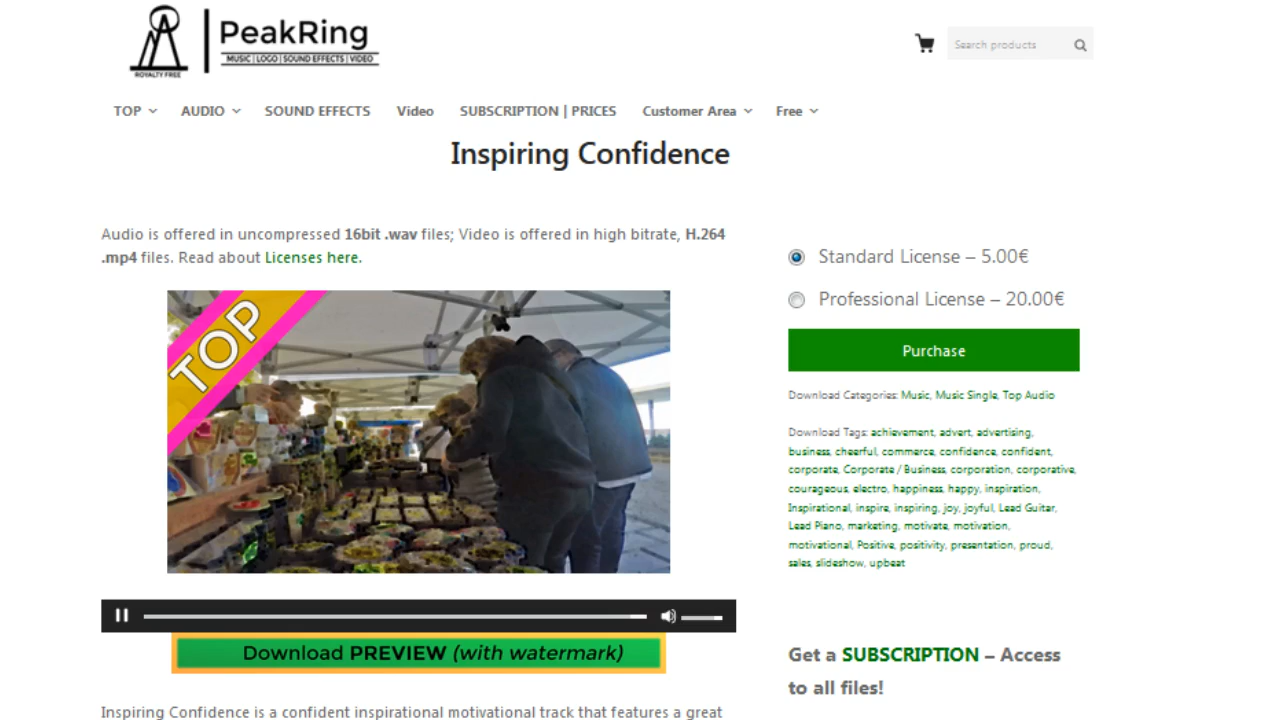 PeakRing
MUSIC | LOGO | SOUND EFFECTS | VIDEO
ROYALTY FREE
Search products
TOP AUDIO SOUND EFFECTS Video SUBSCRIPTION | PRICES Customer Area Free
Inspiring Confidence
Audio is offered in uncompressed 16bit .wav files; Video is offered in high bitrate, H.264
.mp4 files. Read about Licenses here.
TOP
Download PREVIEW (with watermark)
Inspiring Confidence is a confident inspirational motivational track that features a great
Standard License – 5.00€
Professional License – 20.00€
Purchase
Download Categories: Music, Music Single, Top Audio
Download Tags: achievement, advert, advertising,
business, cheerful, commerce, confidence, confident,
corporate, Corporate / Business, corporation, corporative,
courageous, electro, happiness, happy, inspiration,
Inspirational, inspire, inspiring, joy, joyful, Lead Guitar,
Lead Piano, marketing, motivate, motivation,
motivational, Positive, positivity, presentation, proud,
sales, slideshow, upbeat
Get a SUBSCRIPTION – Access
to all files!